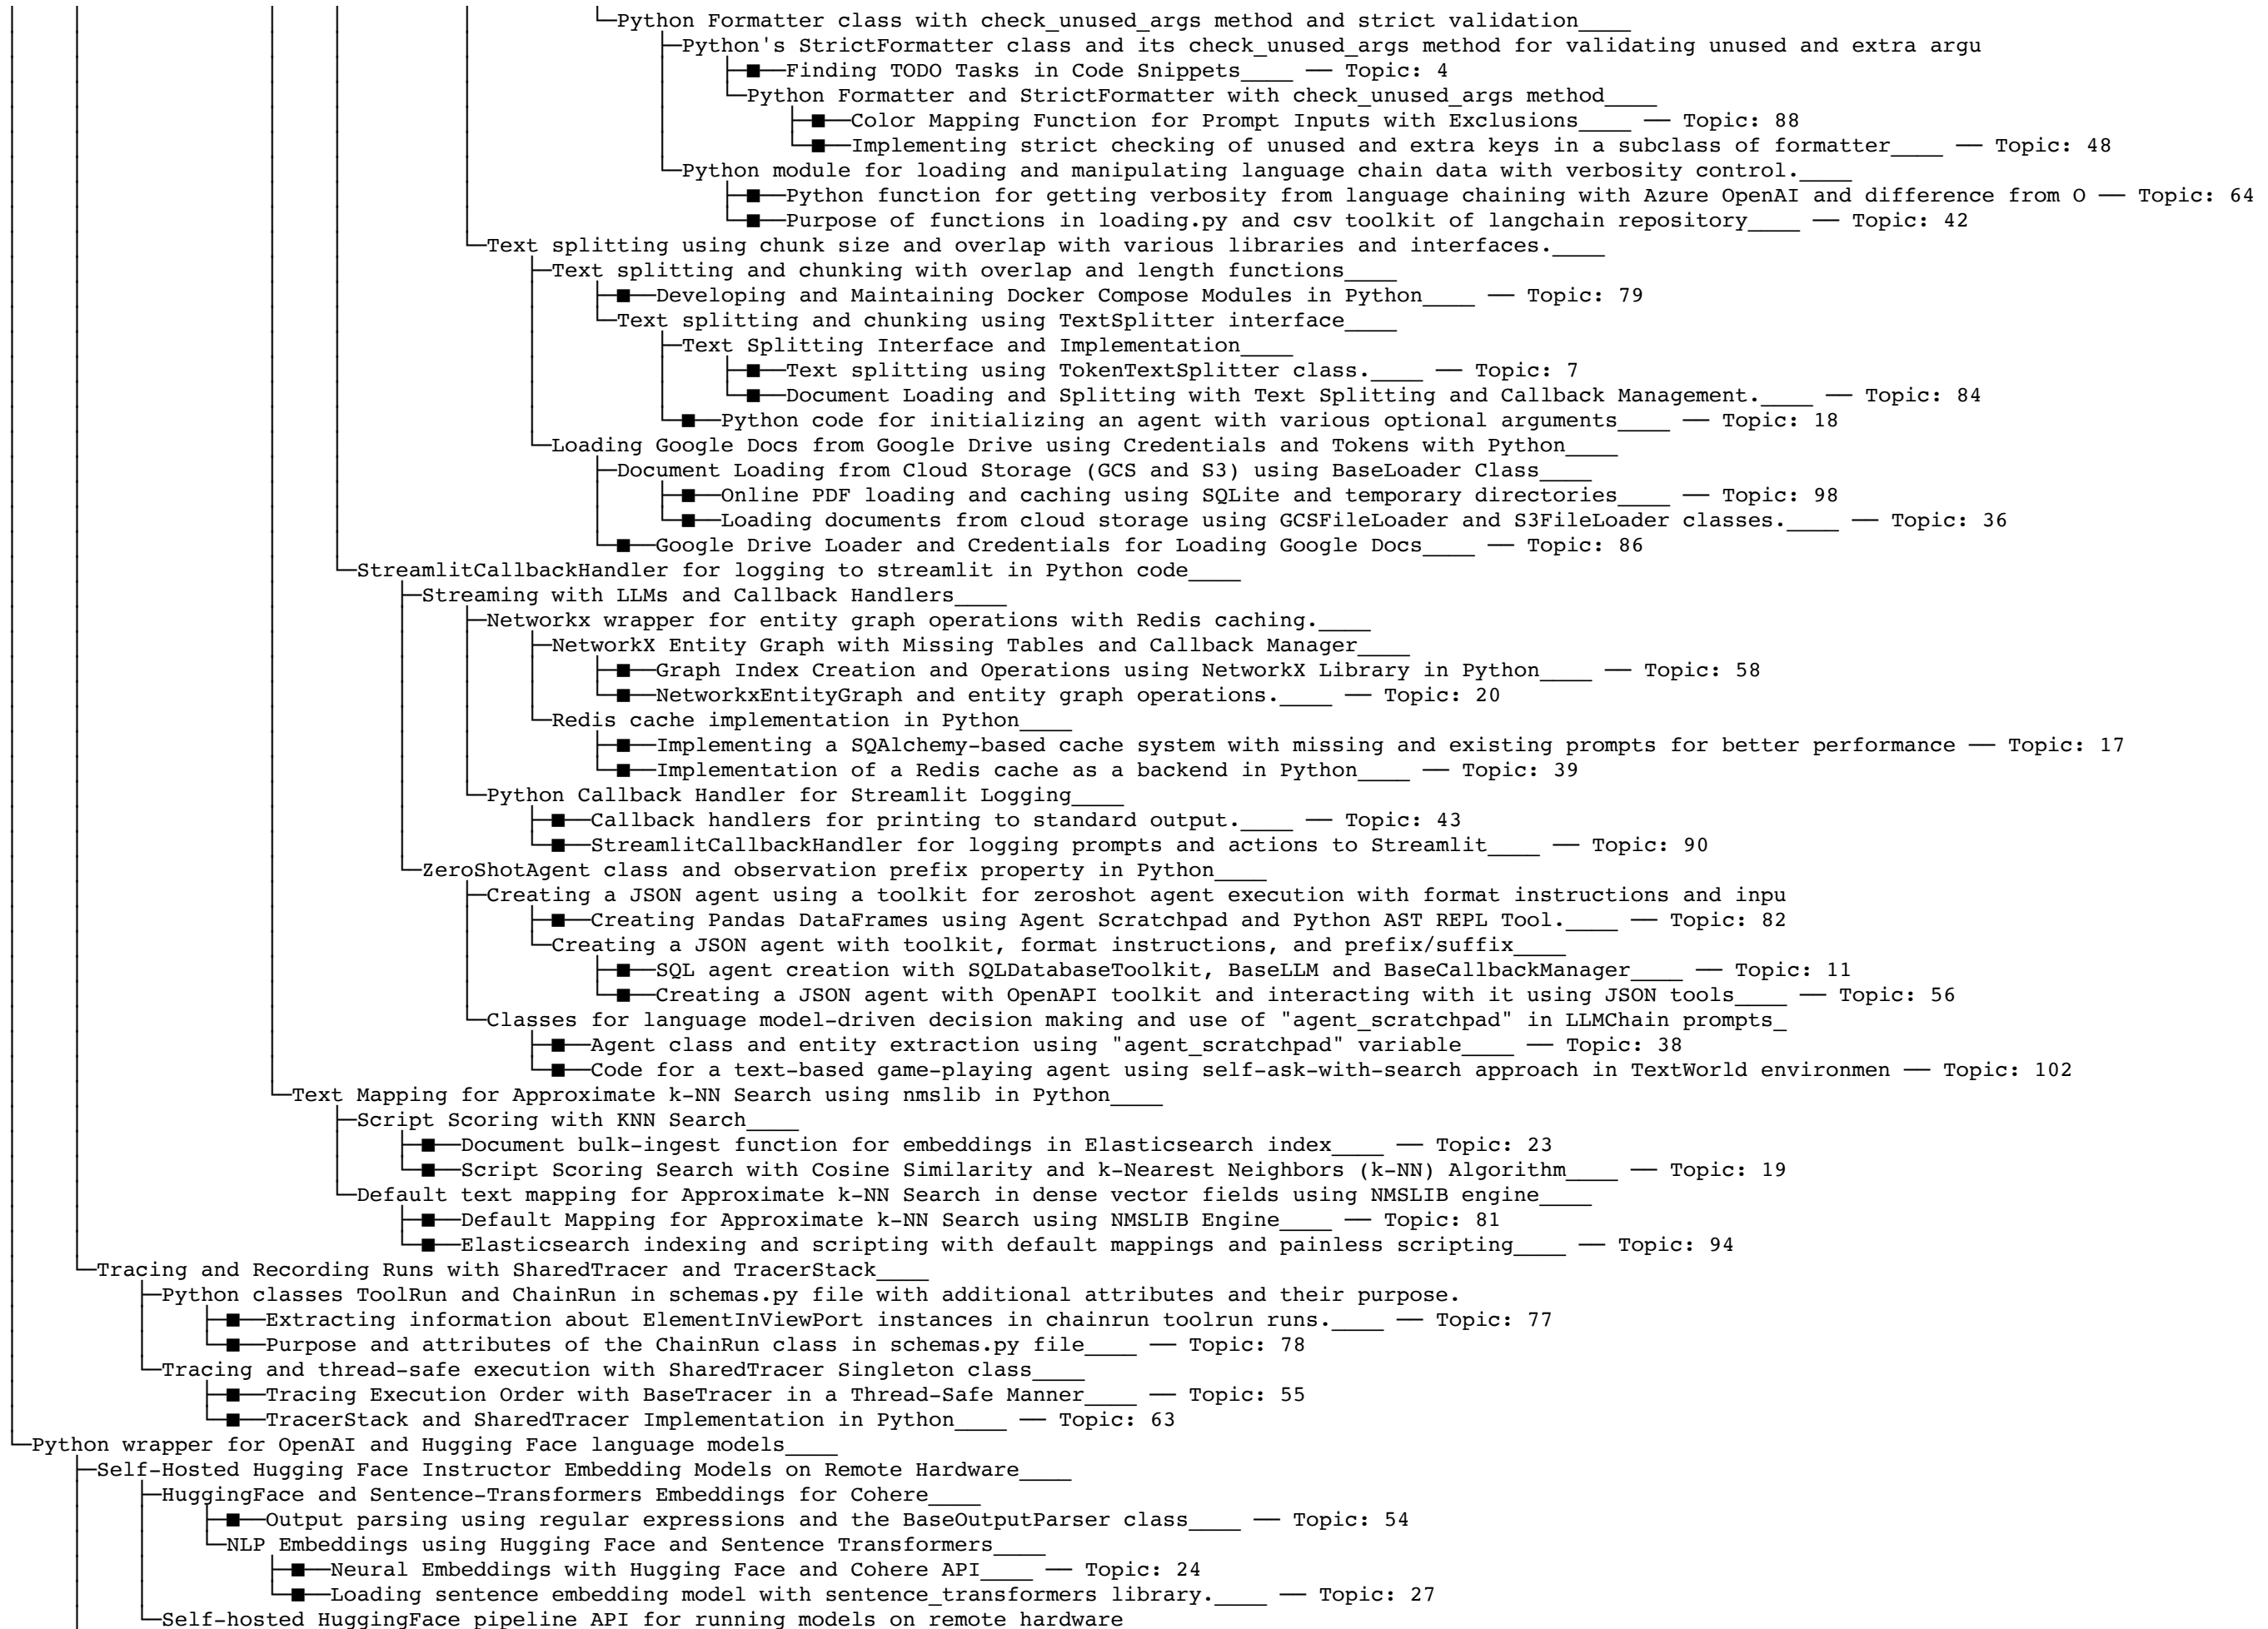 Python Formatter class with check_unused_args method and strict validation____
Python's StrictFormatter class and its check_unused_args method for validating unused and extra argu
Finding TODO Tasks in Code Snippets____ — Topic: 4
Python Formatter and StrictFormatter with check_unused_args method____
Color Mapping Function for Prompt Inputs with Exclusions____ — Topic: 88
Implementing strict checking of unused and extra keys in a subclass of formatter____ — Topic: 48
Python module for loading and manipulating language chain data with verbosity control.____
Python function for getting verbosity from language chaining with Azure OpenAI and difference from O — Topic: 64
Purpose of functions in loading.py and csv toolkit of langchain repository____ — Topic: 42
Text splitting using chunk size and overlap with various libraries and interfaces.____
Text splitting and chunking with overlap and length functions____
Developing and Maintaining Docker Compose Modules in Python____ — Topic: 79
Text splitting and chunking using TextSplitter interface____
Text Splitting Interface and Implementation____
Text splitting using TokenTextSplitter class.____ — Topic: 7
Document Loading and Splitting with Text Splitting and Callback Management.____ — Topic: 84
Python code for initializing an agent with various optional arguments____ — Topic: 18
Loading Google Docs from Google Drive using Credentials and Tokens with Python____
Document Loading from Cloud Storage (GCS and S3) using BaseLoader Class____
Online PDF loading and caching using SQLite and temporary directories____ — Topic: 98
Loading documents from cloud storage using GCSFileLoader and S3FileLoader classes.____ — Topic: 36
Google Drive Loader and Credentials for Loading Google Docs____ — Topic: 86
StreamlitCallbackHandler for logging to streamlit in Python code____
Streaming with LLMs and Callback Handlers____
Networkx wrapper for entity graph operations with Redis caching.____
NetworkX Entity Graph with Missing Tables and Callback Manager____
Graph Index Creation and Operations using NetworkX Library in Python____ — Topic: 58
NetworkxEntityGraph and entity graph operations.____ — Topic: 20
Redis cache implementation in Python____
Implementing a SQAlchemy-based cache system with missing and existing prompts for better performance — Topic: 17
Implementation of a Redis cache as a backend in Python____ — Topic: 39
Python Callback Handler for Streamlit Logging____
Callback handlers for printing to standard output.____ — Topic: 43
StreamlitCallbackHandler for logging prompts and actions to Streamlit____ — Topic: 90
ZeroShotAgent class and observation prefix property in Python____
Creating a JSON agent using a toolkit for zeroshot agent execution with format instructions and inpu
Creating Pandas DataFrames using Agent Scratchpad and Python AST REPL Tool.____ — Topic: 82
Creating a JSON agent with toolkit, format instructions, and prefix/suffix____
SQL agent creation with SQLDatabaseToolkit, BaseLLM and BaseCallbackManager____ — Topic: 11
Creating a JSON agent with OpenAPI toolkit and interacting with it using JSON tools____ — Topic: 56
Classes for language model-driven decision making and use of "agent_scratchpad" in LLMChain prompts_
Agent class and entity extraction using "agent_scratchpad" variable____ — Topic: 38
Code for a text-based game-playing agent using self-ask-with-search approach in TextWorld environmen — Topic: 102
Text Mapping for Approximate k-NN Search using nmslib in Python____
Script Scoring with KNN Search____
Document bulk-ingest function for embeddings in Elasticsearch index____ — Topic: 23
Script Scoring Search with Cosine Similarity and k-Nearest Neighbors (k-NN) Algorithm____ — Topic: 19
Default text mapping for Approximate k-NN Search in dense vector fields using NMSLIB engine____
Default Mapping for Approximate k-NN Search using NMSLIB Engine____ — Topic: 81
Elasticsearch indexing and scripting with default mappings and painless scripting____ — Topic: 94
Tracing and Recording Runs with SharedTracer and TracerStack____
Python classes ToolRun and ChainRun in schemas.py file with additional attributes and their purpose.
Extracting information about ElementInViewPort instances in chainrun toolrun runs.____ — Topic: 77
Purpose and attributes of the ChainRun class in schemas.py file____ — Topic: 78
Tracing and thread-safe execution with SharedTracer Singleton class____
Tracing Execution Order with BaseTracer in a Thread-Safe Manner____ — Topic: 55
TracerStack and SharedTracer Implementation in Python____ — Topic: 63
Python wrapper for OpenAI and Hugging Face language models____
Self-Hosted Hugging Face Instructor Embedding Models on Remote Hardware____
HuggingFace and Sentence-Transformers Embeddings for Cohere____
Output parsing using regular expressions and the BaseOutputParser class____ — Topic: 54
NLP Embeddings using Hugging Face and Sentence Transformers____
Neural Embeddings with Hugging Face and Cohere API____ — Topic: 24
Loading sentence embedding model with sentence_transformers library.____ — Topic: 27
Self-hosted HuggingFace pipeline API for running models on remote hardware